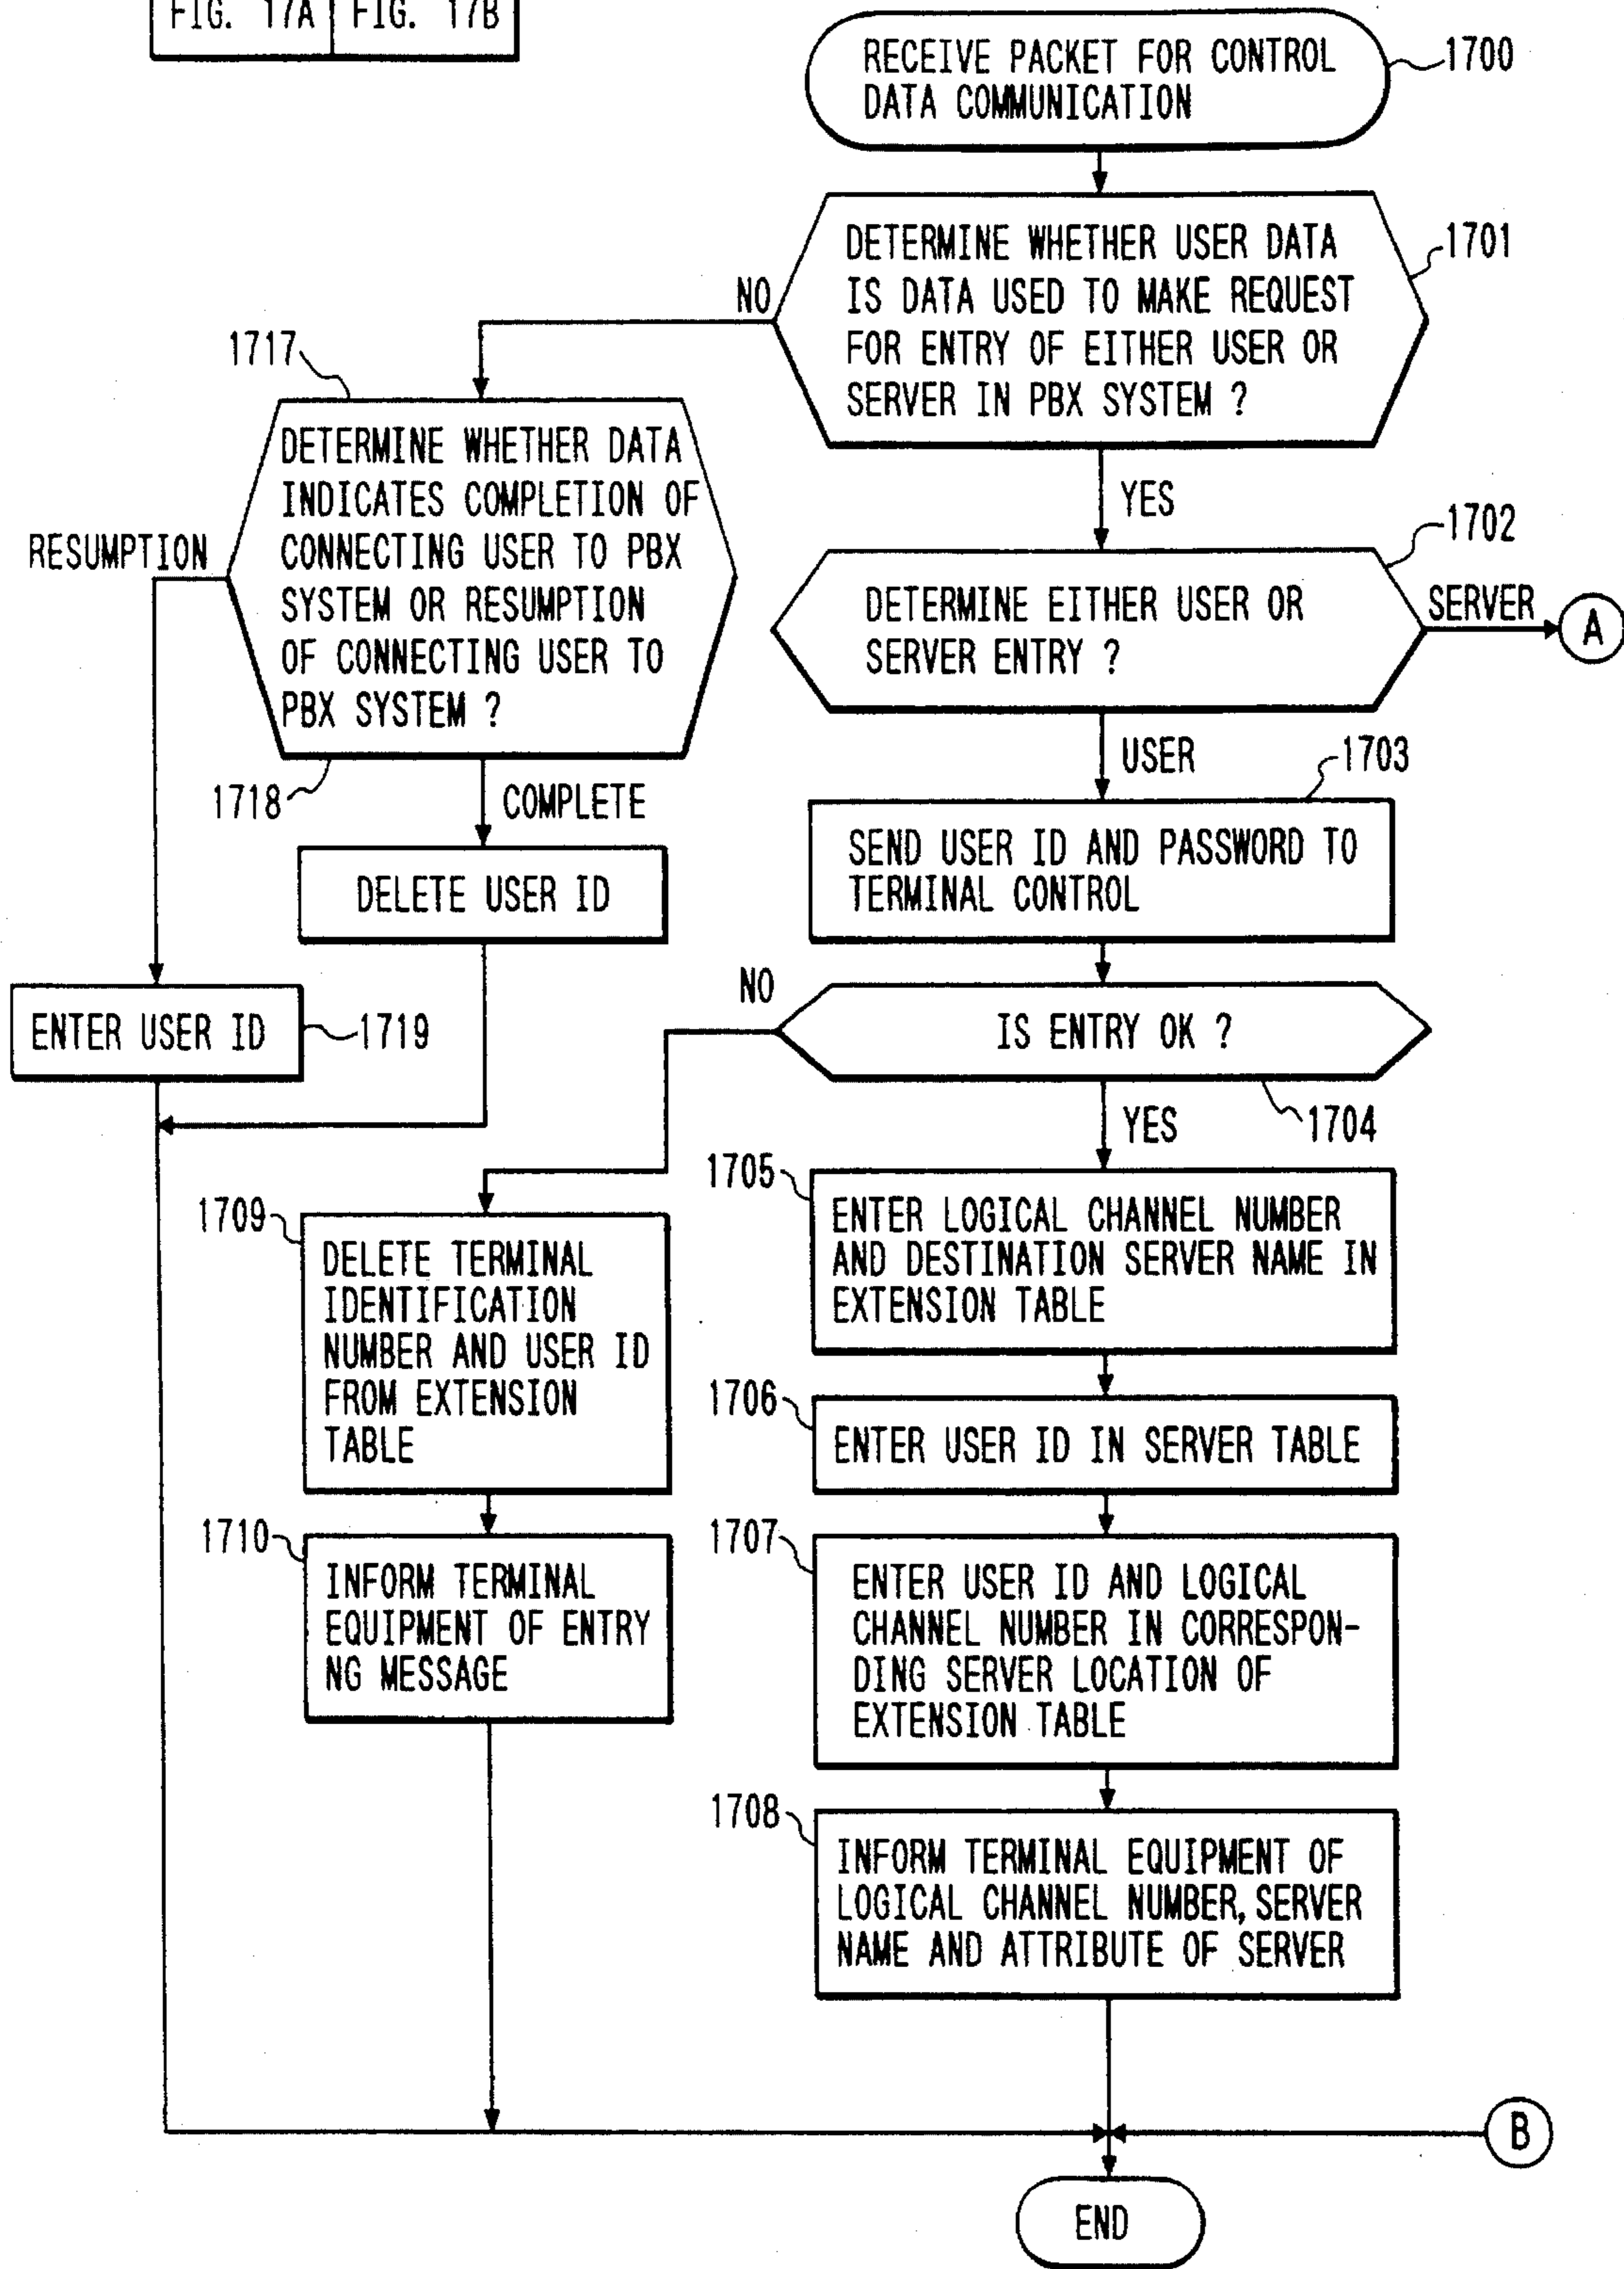 FIG. 17A FIG. 17B
RECEIVE PACKET FOR CONTROL
DATA COMMUNICATION
1700
DETERMINE WHETHER USER DATA
IS DATA USED TO MAKE REQUEST
FOR ENTRY OF EITHER USER OR
SERVER IN PBX SYSTEM ?
1701
NO
YES
1717
DETERMINE WHETHER DATA
INDICATES COMPLETION OF
CONNECTING USER TO PBX
SYSTEM OR RESUMPTION
OF CONNECTING USER TO
PBX SYSTEM ?
RESUMPTION
1718
COMPLETE
DELETE USER ID
ENTER USER ID
1719
1702
DETERMINE EITHER USER OR
SERVER ENTRY ?
SERVER
A
USER
1703
SEND USER ID AND PASSWORD TO
TERMINAL CONTROL
NO
IS ENTRY OK ?
1704
YES
1705
ENTER LOGICAL CHANNEL NUMBER
AND DESTINATION SERVER NAME IN
EXTENSION TABLE
1709
DELETE TERMINAL
IDENTIFICATION
NUMBER AND USER ID
FROM EXTENSION
TABLE
1706
ENTER USER ID IN SERVER TABLE
1710
INFORM TERMINAL
EQUIPMENT OF ENTRY
NG MESSAGE
1707
ENTER USER ID AND LOGICAL
CHANNEL NUMBER IN CORRESPON-
DING SERVER LOCATION OF
EXTENSION TABLE
1708
INFORM TERMINAL EQUIPMENT OF
LOGICAL CHANNEL NUMBER, SERVER
NAME AND ATTRIBUTE OF SERVER
B
END